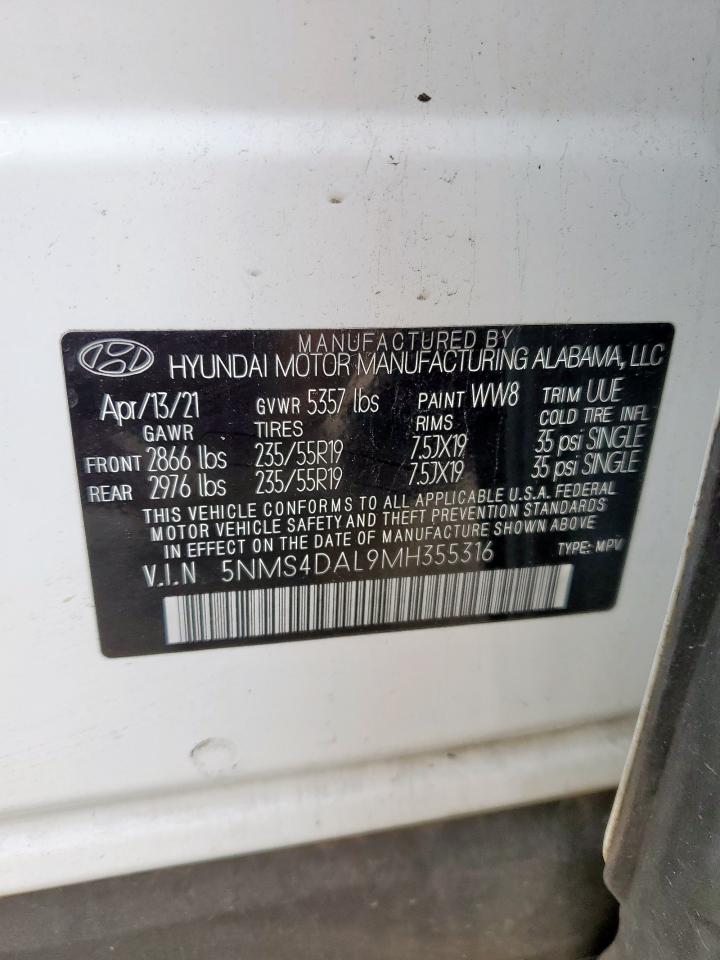 MANUFACTURED BY
HYUNDAI MOTOR MANUFACTURING ALABAMA, LLC
Apr/13/21 GVWR 5357 lbs PAINT WW8 TRIM UUE
GAWR TIRES RIMS COLD TIRE INFL
FRONT 2866 lbs 235/55R19 7.5JX19 35 psi SINGLE
REAR 2976 lbs 235/55R19 7.5JX19 35 psi SINGLE
THIS VEHICLE CONFORMS TO ALL APPLICABLE U.S.A. FEDERAL
MOTOR VEHICLE SAFETY AND THEFT PREVENTION STANDARDS
IN EFFECT ON THE DATE OF MANUFACTURE SHOWN ABOVE
V.I.N 5NMS4DAL9MH355316 TYPE: MPV